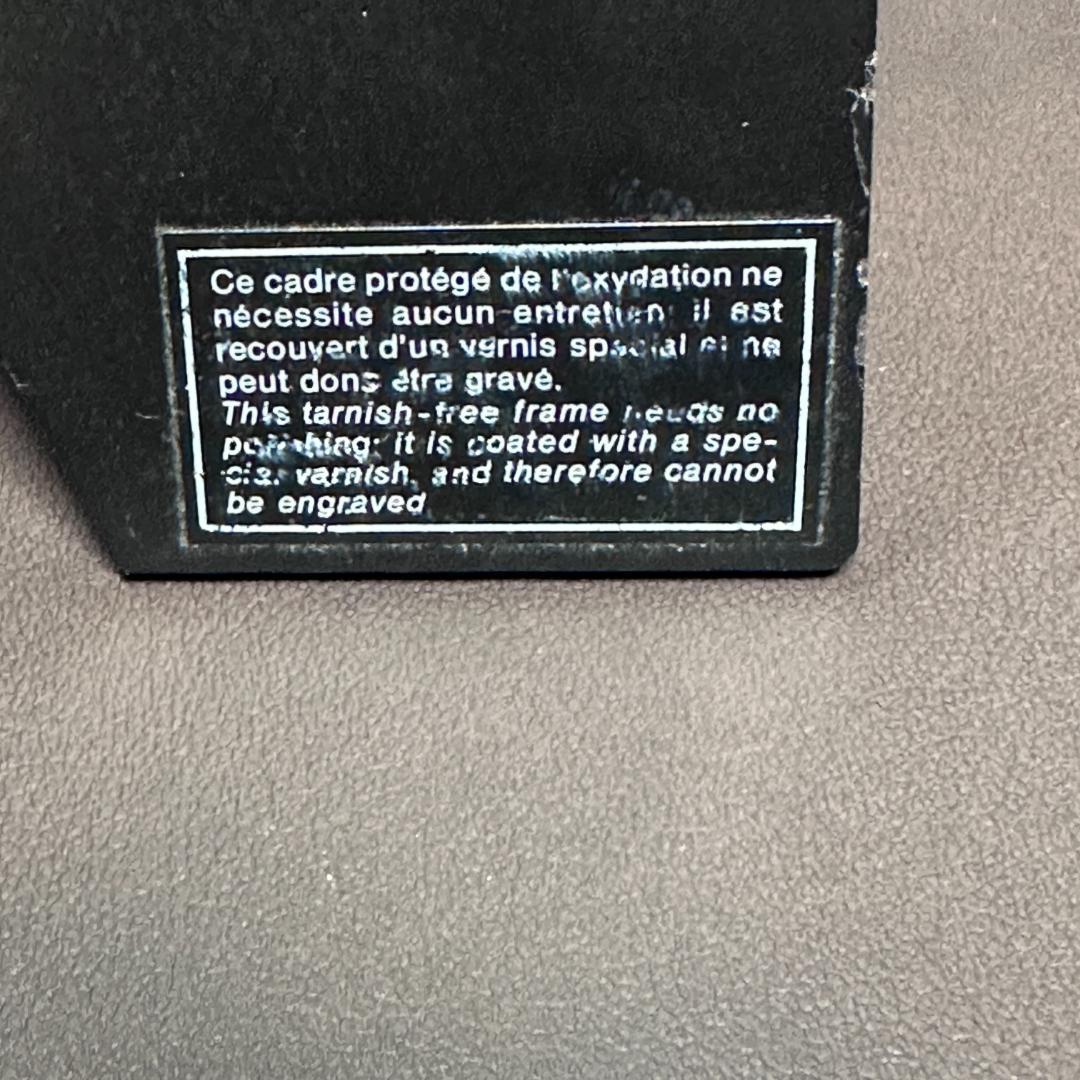 Ce cadre protégé de l'oxydation ne
nécessite aucun entretien: il est
recouvert d'un vernis spécial et ne
peut donc être gravé.
This tarnish-free frame needs no
polishing: it is coated with a spe-
cial varnish, and therefore cannot
be engraved